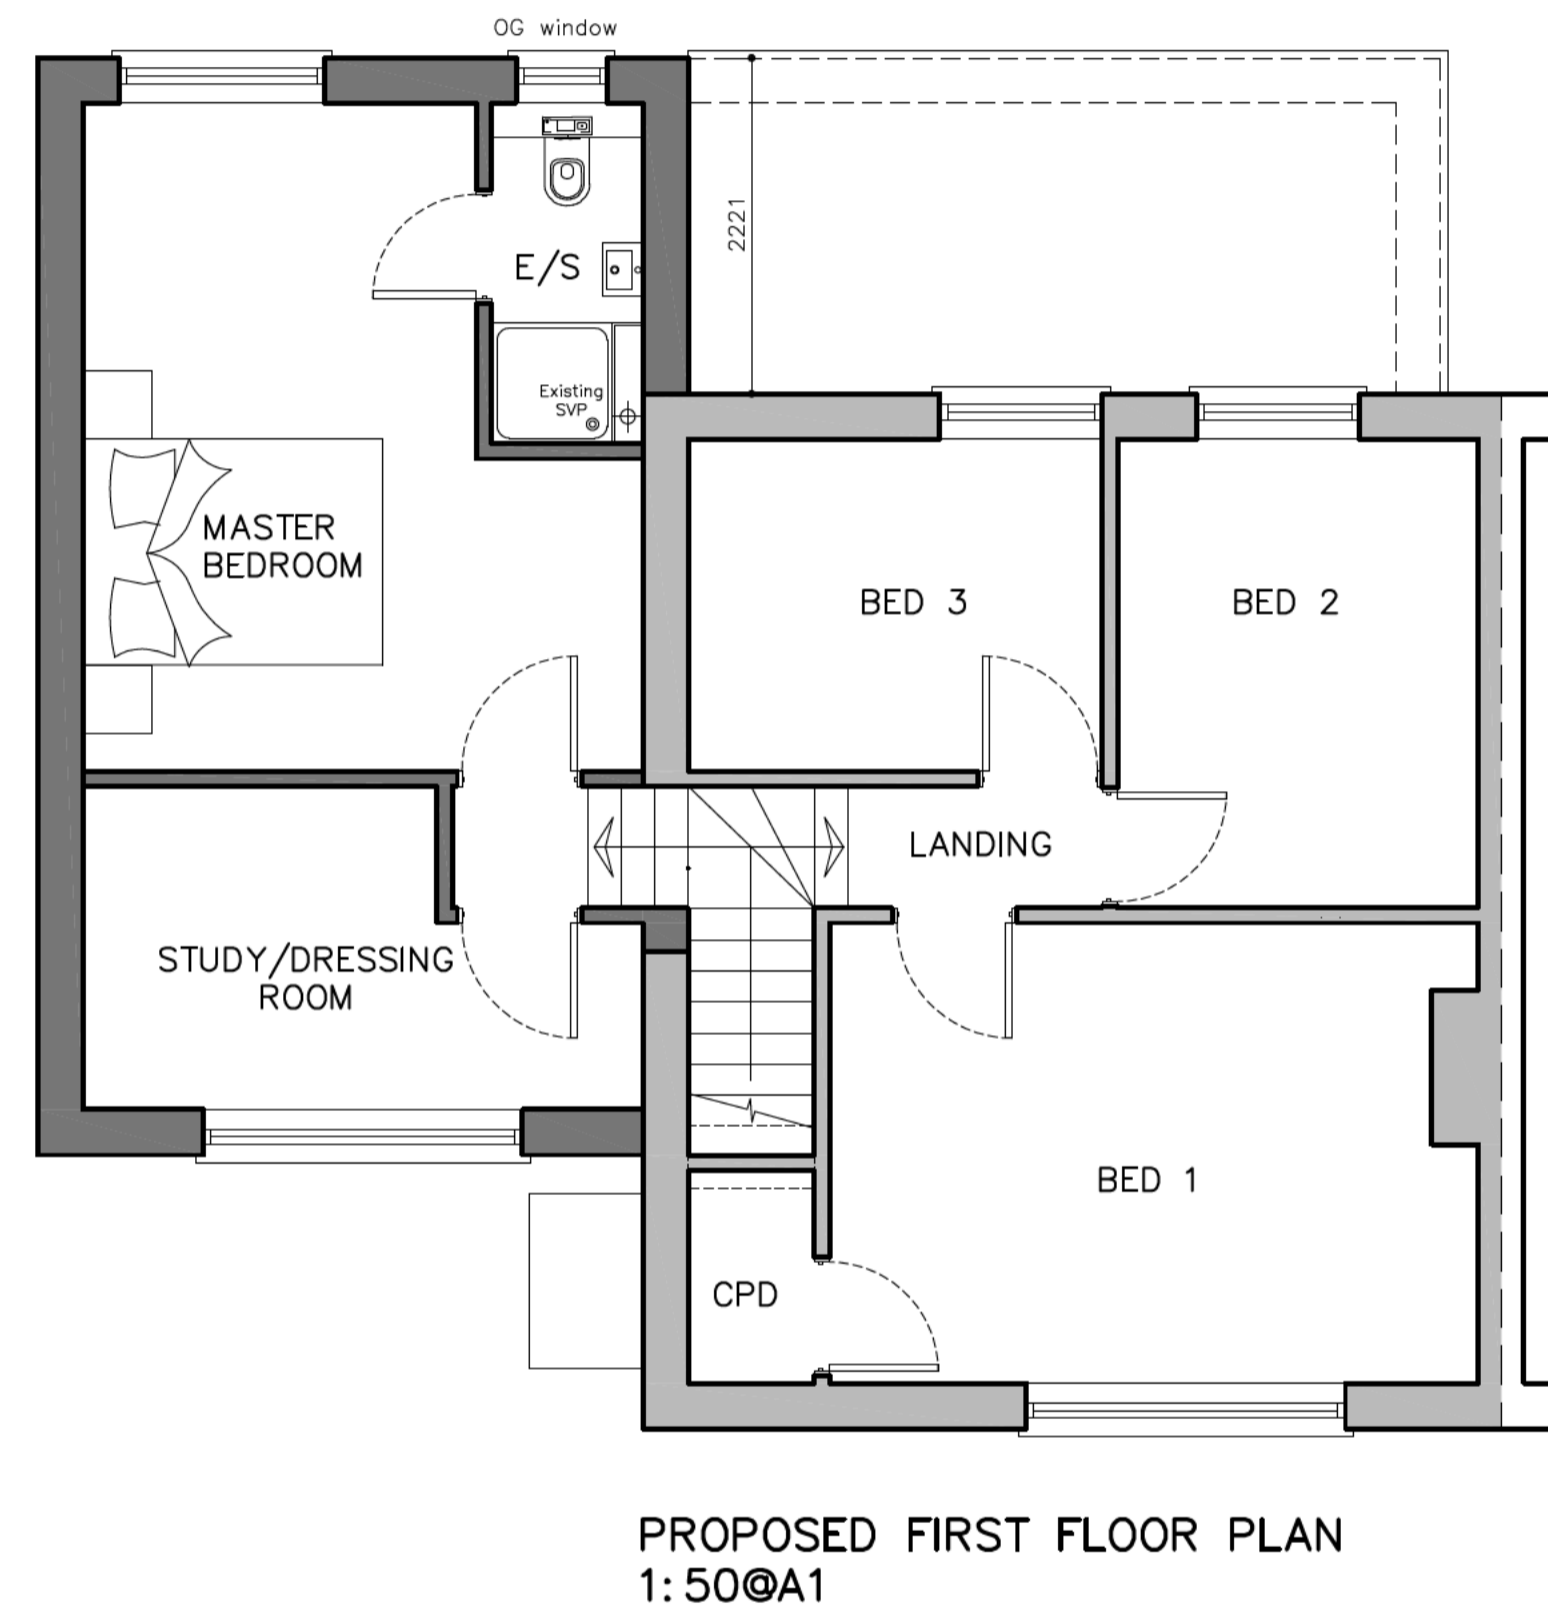 OG window
2221
E/S
Existing
SVP
MASTER
BEDROOM
BED 3
BED 2
LANDING
STUDY/DRESSING
ROOM
BED 1
CPD
PROPOSED FIRST FLOOR PLAN
1:50@A1